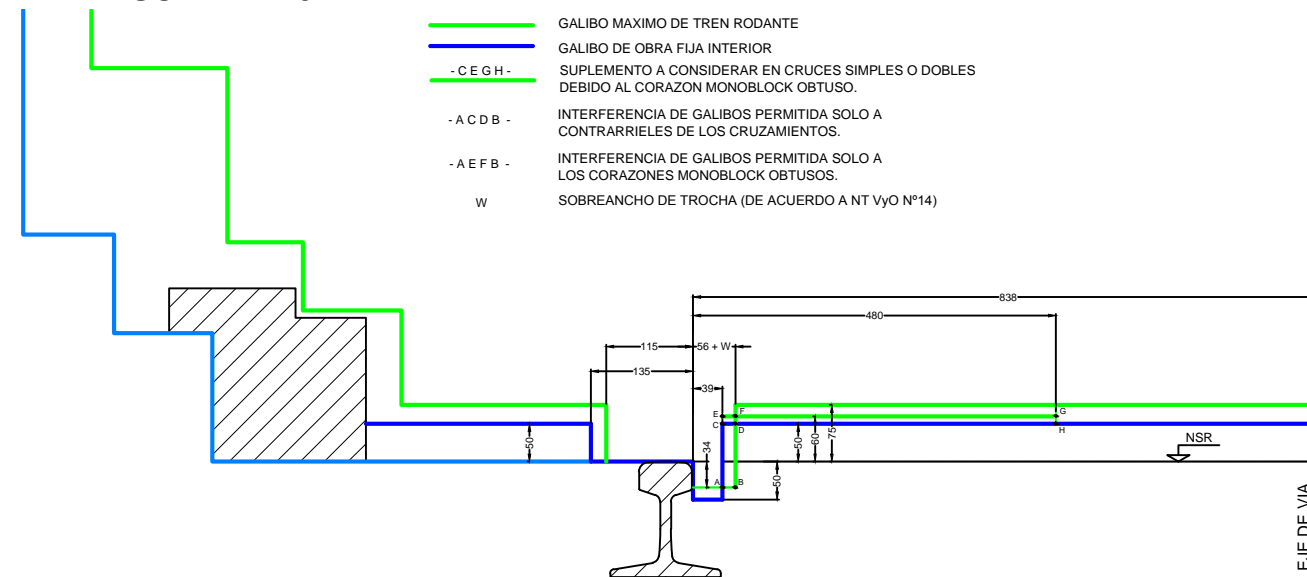 GALIBO MAXIMO DE TREN RODANTE
GALIBO DE OBRA FIJA INTERIOR
- C E G H -
SUPLEMENTO A CONSIDERAR EN CRUCES SIMPLES O DOBLES
DEBIDO AL CORAZON MONOBLOCK OBTUSO.
- A C D B -
INTERFERENCIA DE GALIBOS PERMITIDA SOLO A
CONTRARRIELES DE LOS CRUZAMIENTOS.
- A E F B -
INTERFERENCIA DE GALIBOS PERMITIDA SOLO A
LOS CORAZONES MONOBLOCK OBTUSOS.
W
SOBREANCHO DE TROCHA (DE ACUERDO A NT VyO Nº14)
838
480
115
56 + W
135
39
E
F
G
C
D
H
50
34
50
60
75
NSR
A
B
50
EJE DE VIA